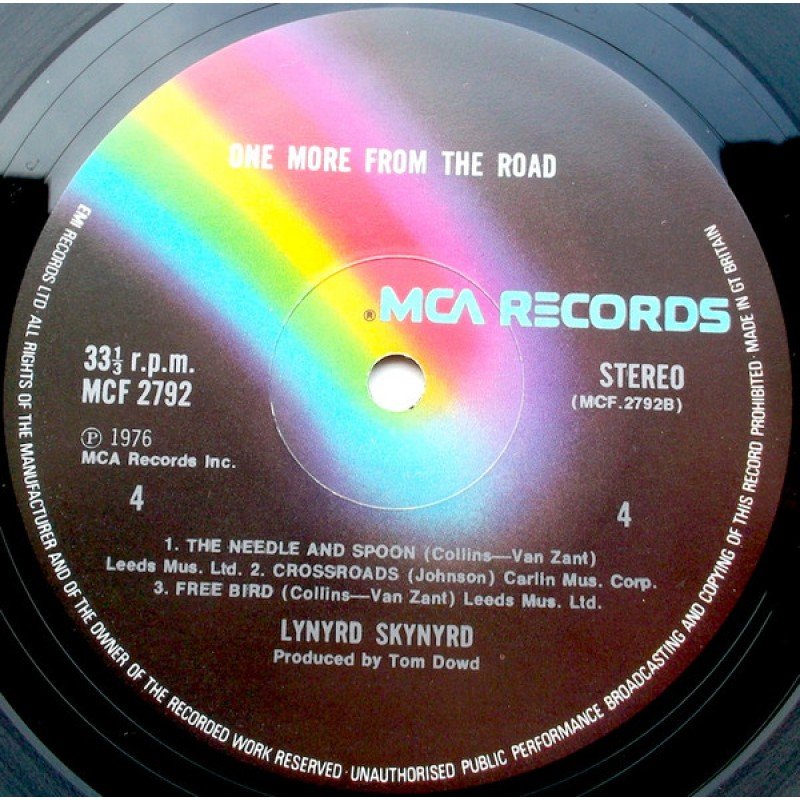 ONE MORE FROM THE ROAD
® MCA RECORDS
33⅓ r.p.m.
MCF 2792
STEREO
(MCF.2792B)
Ⓟ 1976
MCA Records Inc.
4
4
1. THE NEEDLE AND SPOON (Collins—Van Zant)
Leeds Mus. Ltd. 2. CROSSROADS (Johnson) Carlin Mus. Corp.
3. FREE BIRD (Collins—Van Zant) Leeds Mus. Ltd.
LYNYRD SKYNYRD
Produced by Tom Dowd
EMI RECORDS LTD ALL RIGHTS OF THE MANUFACTURER AND OF THE OWNER OF THE RECORDED WORK RESERVED · UNAUTHORISED PUBLIC PERFORMANCE BROADCASTING AND COPYING OF THIS RECORD PROHIBITED MADE IN GT BRITAIN